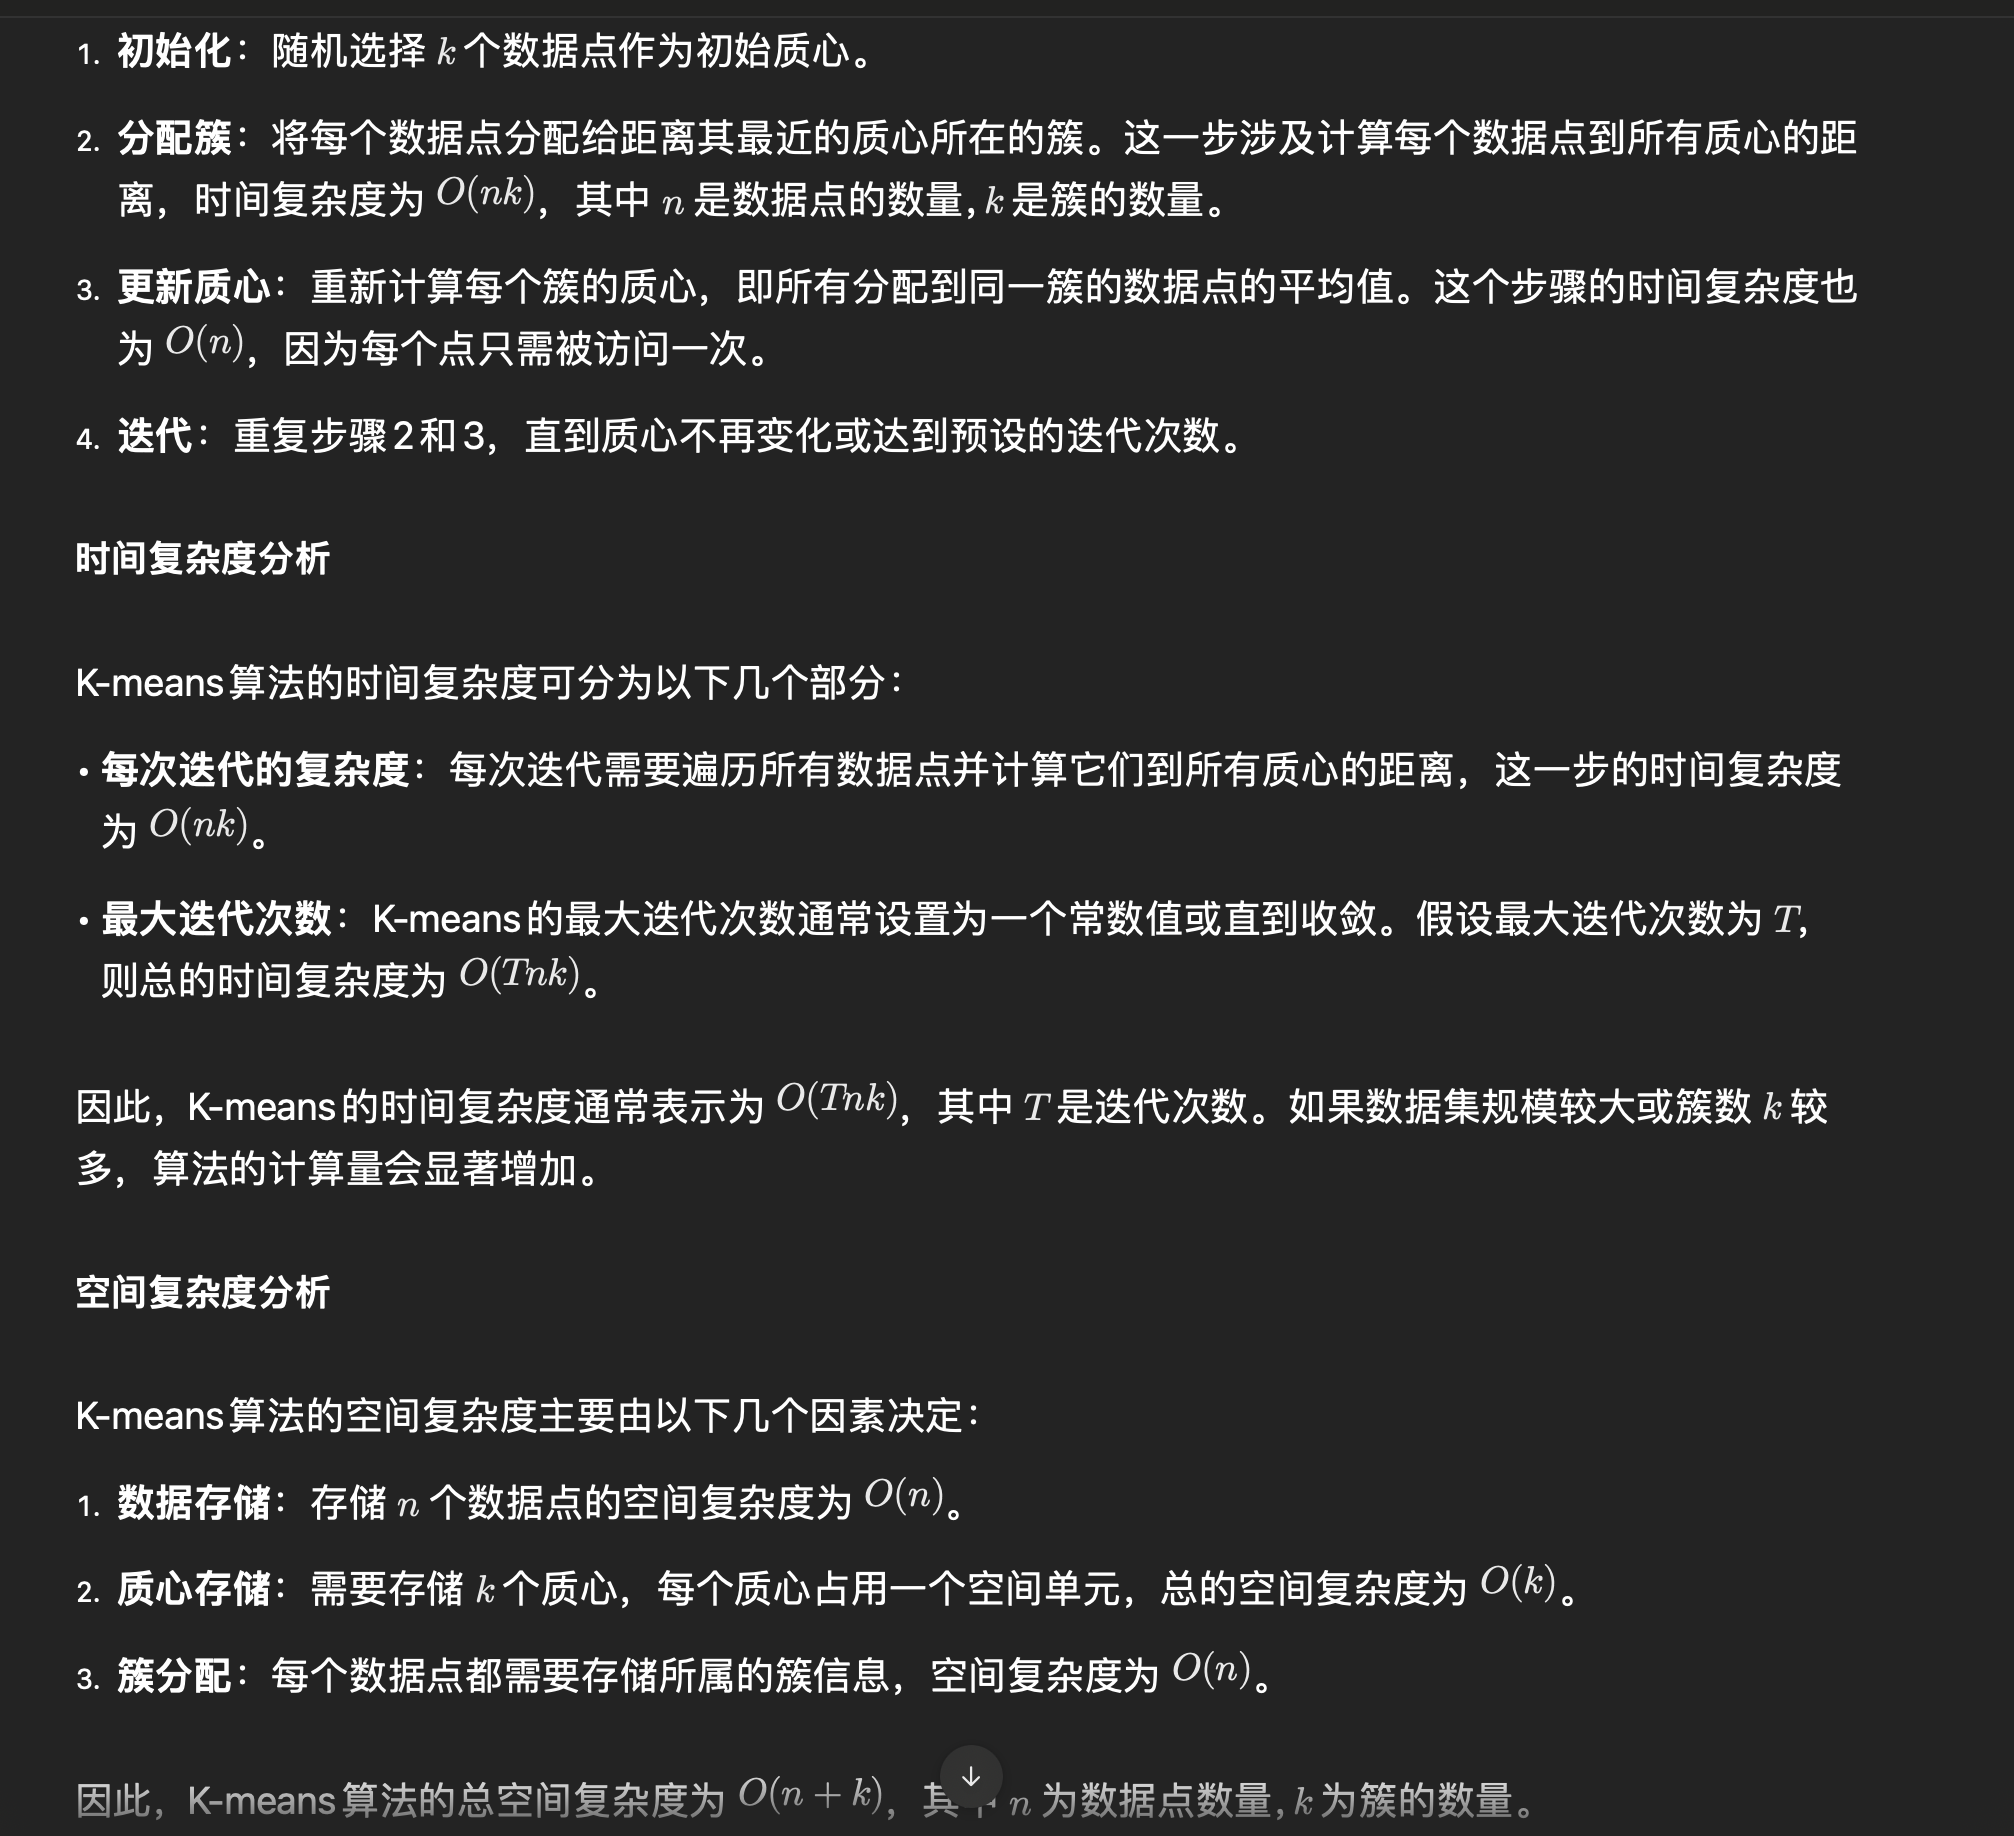 1. 初始化：随机选择 k 个数据点作为初始质心。
2. 分配簇：将每个数据点分配给距离其最近的质心所在的簇。这一步涉及计算每个数据点到所有质心的距
离，时间复杂度为 O(nk)，其中 n 是数据点的数量, k 是簇的数量。
3. 更新质心：重新计算每个簇的质心，即所有分配到同一簇的数据点的平均值。这个步骤的时间复杂度也
为 O(n)，因为每个点只需被访问一次。
4. 迭代：重复步骤2和3，直到质心不再变化或达到预设的迭代次数。
时间复杂度分析
K-means算法的时间复杂度可分为以下几个部分：
• 每次迭代的复杂度：每次迭代需要遍历所有数据点并计算它们到所有质心的距离，这一步的时间复杂度
为 O(nk)。
• 最大迭代次数：K-means的最大迭代次数通常设置为一个常数值或直到收敛。假设最大迭代次数为 T，
则总的时间复杂度为 O(Tnk)。
因此，K-means的时间复杂度通常表示为 O(Tnk)，其中 T 是迭代次数。如果数据集规模较大或簇数 k 较
多，算法的计算量会显著增加。
空间复杂度分析
K-means算法的空间复杂度主要由以下几个因素决定：
1. 数据存储：存储 n 个数据点的空间复杂度为 O(n)。
2. 质心存储：需要存储 k 个质心，每个质心占用一个空间单元，总的空间复杂度为 O(k)。
3. 簇分配：每个数据点都需要存储所属的簇信息，空间复杂度为 O(n)。
因此，K-means算法的总空间复杂度为 O(n + k)，其中 n 为数据点数量, k 为簇的数量。